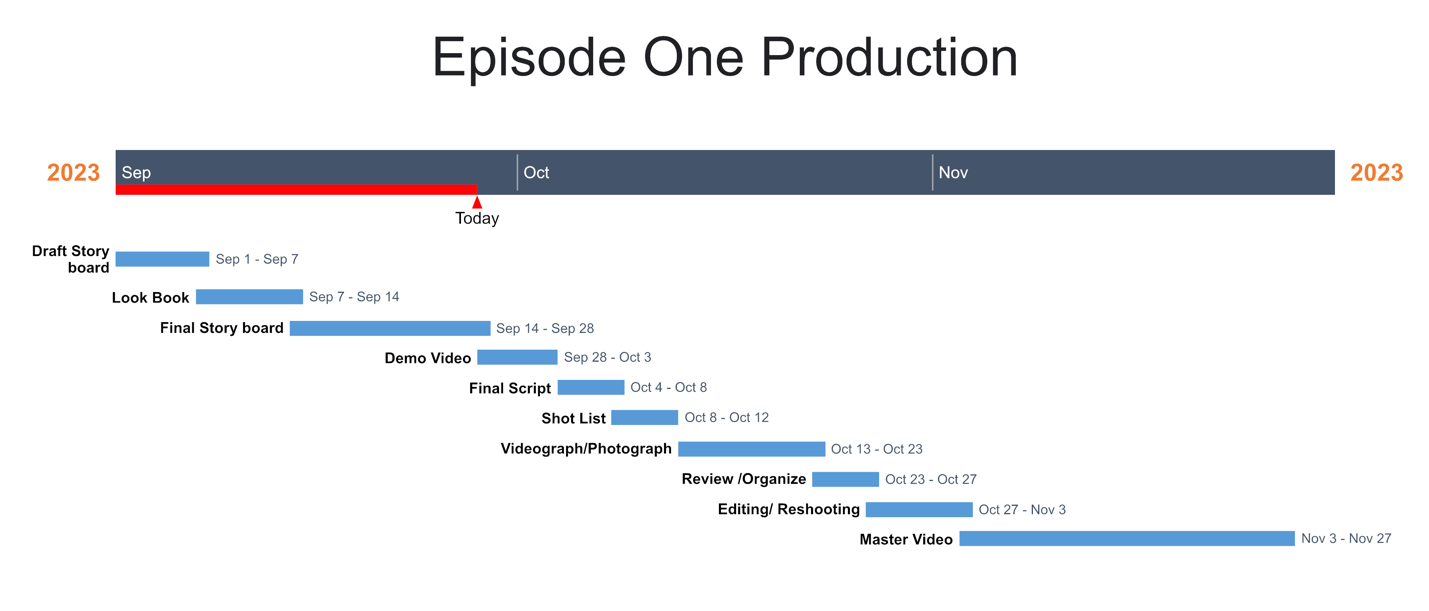 Episode One Production
2023
Sep
Oct
Nov
2023
Today
Draft Story
board
Sep 1 - Sep 7
Look Book
Sep 7 - Sep 14
Final Story board
Sep 14 - Sep 28
Demo Video
Sep 28 - Oct 3
Final Script
Oct 4 - Oct 8
Shot List
Oct 8 - Oct 12
Videograph/Photograph
Oct 13 - Oct 23
Review /Organize
Oct 23 - Oct 27
Editing/ Reshooting
Oct 27 - Nov 3
Master Video
Nov 3 - Nov 27